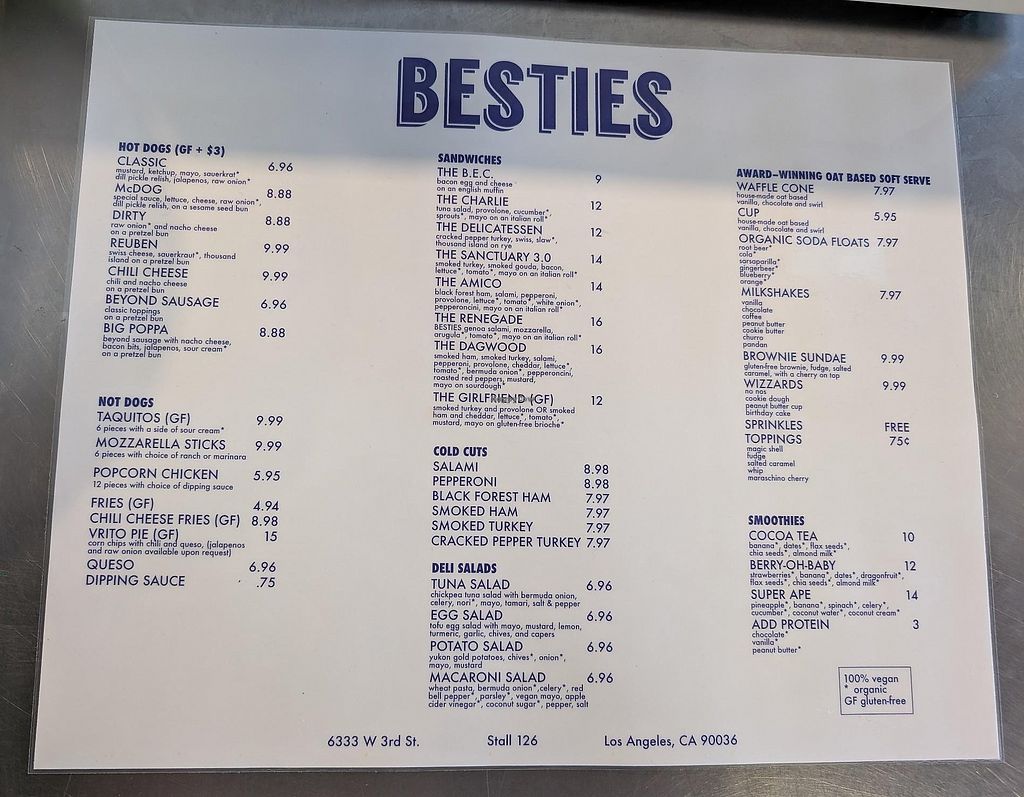 BESTIES
HOT DOGS (GF + $3)
CLASSIC 6.96
mustard, ketchup, mayo, sauerkraut*
dill pickle relish, jalapenos, raw onion*
McDOG 8.88
special sauce, lettuce, cheese, raw onion*,
dill pickle relish, on a sesame seed bun
DIRTY 8.88
raw onion* and nacho cheese
on a pretzel bun
REUBEN 9.99
swiss cheese, sauerkraut*, thousand
island on a pretzel bun
CHILI CHEESE 9.99
chili and nacho cheese
on a pretzel bun
BEYOND SAUSAGE 6.96
classic toppings
on a pretzel bun
BIG POPPA 8.88
beyond sausage with nacho cheese,
bacon bits, jalapenos, sour cream*
on a pretzel bun
NOT DOGS
TAQUITOS (GF) 9.99
6 pieces with a side of sour cream*
MOZZARELLA STICKS 9.99
6 pieces with choice of ranch or marinara
POPCORN CHICKEN 5.95
12 pieces with choice of dipping sauce
FRIES (GF) 4.94
CHILI CHEESE FRIES (GF) 8.98
VRITO PIE (GF) 15
corn chips with chili and queso, (jalapenos
and raw onion available upon request)
QUESO 6.96
DIPPING SAUCE .75
SANDWICHES
THE B.E.C. 9
bacon egg and cheese
on an english muffin
THE CHARLIE 12
tuna salad, provolone, cucumber*,
sprouts*, mayo on an italian roll*
THE DELICATESSEN 12
cracked pepper turkey, swiss, slaw*,
thousand island on rye
THE SANCTUARY 3.0 14
smoked turkey, smoked gouda, bacon,
lettuce*, tomato*, mayo on an italian roll*
THE AMICO 14
black forest ham, salami, pepperoni,
provolone, lettuce*, tomato*, white onion*,
pepperoncini, mayo on an italian roll*
THE RENEGADE 16
BESTIES genoa salami, mozzarella,
arugula*, tomato*, mayo on an italian roll*
THE DAGWOOD 16
smoked ham, smoked turkey, salami,
pepperoni, provolone, cheddar, lettuce*,
tomato*, bermuda onion*, pepperoncini,
roasted red peppers, mustard,
mayo on sourdough*
THE GIRLFRIEND (GF) 12
smoked turkey and provolone OR smoked
ham and cheddar, lettuce*, tomato*,
mustard, mayo on gluten-free brioche*
COLD CUTS
SALAMI 8.98
PEPPERONI 8.98
BLACK FOREST HAM 7.97
SMOKED HAM 7.97
SMOKED TURKEY 7.97
CRACKED PEPPER TURKEY 7.97
DELI SALADS
TUNA SALAD 6.96
chickpea tuna salad with bermuda onion,
celery, nori*, mayo, tamari, salt & pepper
EGG SALAD 6.96
tofu egg salad with mayo, mustard, lemon,
turmeric, garlic, chives, and capers
POTATO SALAD 6.96
yukon gold potatoes, chives*, onion*,
mayo, mustard
MACARONI SALAD 6.96
wheat pasta, bermuda onion*,celery*, red
bell pepper*, parsley*, vegan mayo, apple
cider vinegar*, coconut sugar*, pepper, salt
AWARD-WINNING OAT BASED SOFT SERVE
WAFFLE CONE 7.97
house-made oat based
vanilla, chocolate and swirl
CUP 5.95
house-made oat based
vanilla, chocolate and swirl
ORGANIC SODA FLOATS 7.97
root beer*
cola*
sarsaparilla*
gingerbeer*
blueberry*
orange*
MILKSHAKES 7.97
vanilla
chocolate
coffee
peanut butter
cookie butter
churro
pandan
BROWNIE SUNDAE 9.99
gluten-free brownie, fudge, salted
caramel, with a cherry on top
WIZZARDS 9.99
no nos
cookie dough
peanut butter cup
birthday cake
SPRINKLES FREE
TOPPINGS 75¢
magic shell
fudge
salted caramel
whip
maraschino cherry
SMOOTHIES
COCOA TEA 10
banana*, dates*, flax seeds*,
chia seeds*, almond milk*
BERRY-OH-BABY 12
strawberries*, banana*, dates*, dragonfruit*,
flax seeds*, chia seeds*, almond milk*
SUPER APE 14
pineapple*, banana*, spinach*, celery*,
cucumber*, coconut water*, coconut cream*
ADD PROTEIN 3
chocolate*
vanilla*
peanut butter*
100% vegan
* organic
GF gluten-free
6333 W 3rd St. Stall 126 Los Angeles, CA 90036